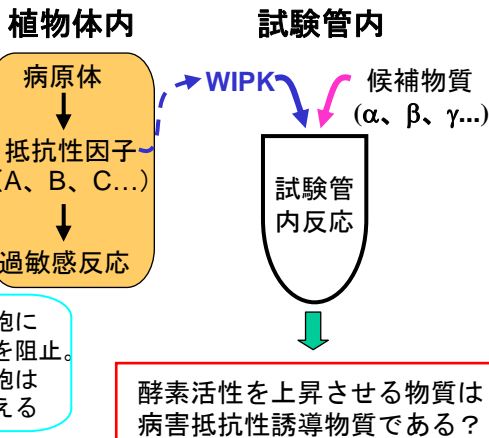 植物体内
試験管内
病原体
抵抗性因子
(A、B、C…)
過敏感反応
WIPK
候補物質
(α、β、γ...)
試験管
内反応
胞に
を阻止。
胞は
える
酵素活性を上昇させる物質は
病害抵抗性誘導物質である？